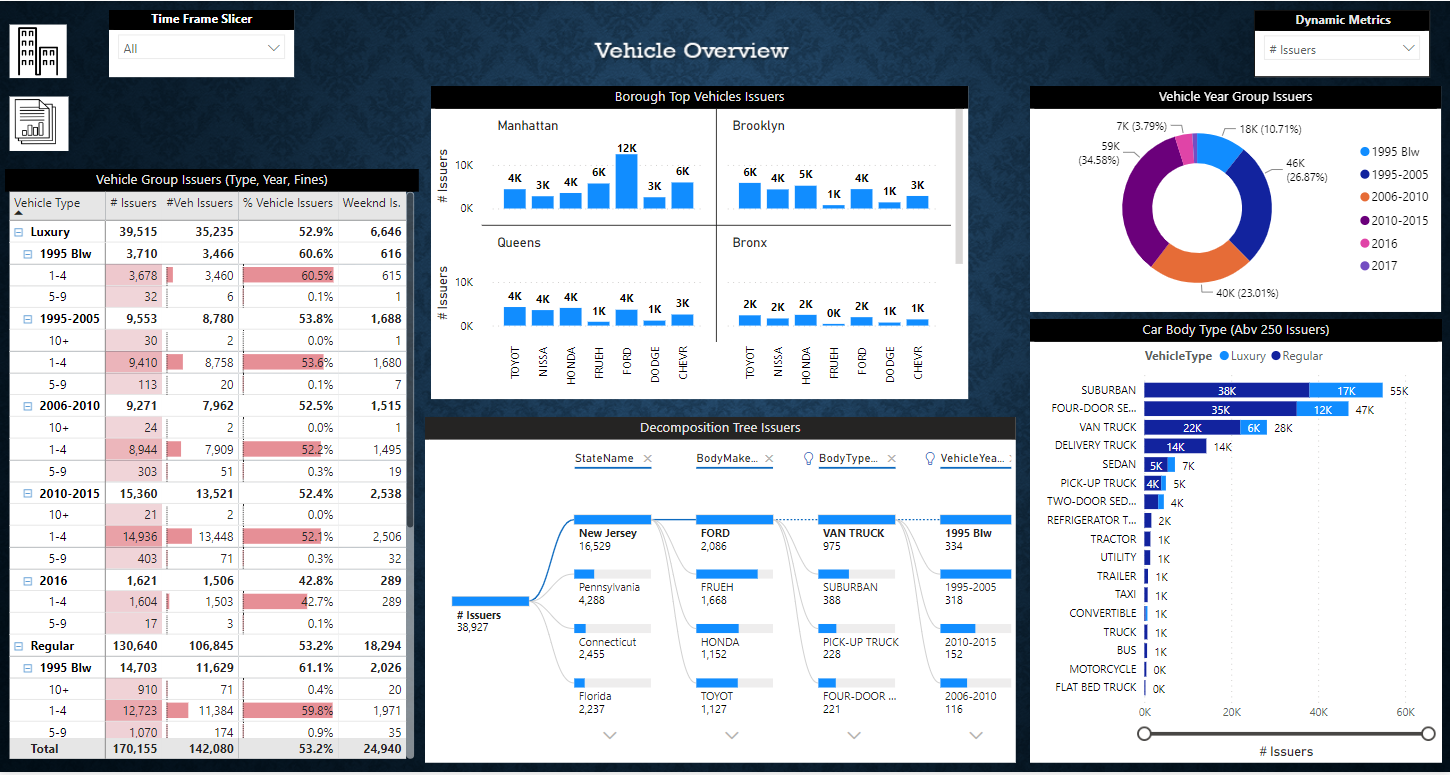 Time Frame Slicer
All
Vehicle Overview
Dynamic Metrics
# Issuers
Vehicle Group Issuers (Type, Year, Fines)
Vehicle Type # Issuers #Veh Issuers % Vehicle Issuers Weeknd Is.
Luxury 39,515 35,235 52.9% 6,646
1995 Blw 3,710 3,466 60.6% 616
1-4 3,678 3,460 60.5% 615
5-9 32 6 0.1% 1
1995-2005 9,553 8,780 53.8% 1,688
10+ 30 2 0.0% 1
1-4 9,410 8,758 53.6% 1,680
5-9 113 20 0.1% 7
2006-2010 9,271 7,962 52.5% 1,515
10+ 24 2 0.0% 1
1-4 8,944 7,909 52.2% 1,495
5-9 303 51 0.3% 19
2010-2015 15,360 13,521 52.4% 2,538
10+ 21 2 0.0%
1-4 14,936 13,448 52.1% 2,506
5-9 403 71 0.3% 32
2016 1,621 1,506 42.8% 289
1-4 1,604 1,503 42.7% 289
5-9 17 3 0.1%
Regular 130,640 106,845 53.2% 18,294
1995 Blw 14,703 11,629 61.1% 2,026
10+ 910 71 0.4% 20
1-4 12,723 11,384 59.8% 1,971
5-9 1,070 174 0.9% 35
Total 170,155 142,080 53.2% 24,940
Borough Top Vehicles Issuers
Manhattan
# Issuers
10K
0K
4K 3K 4K 6K 12K 3K 6K
Brooklyn
6K 4K 5K 1K 4K 1K 3K
Queens
# Issuers
10K
0K
4K 4K 4K 1K 4K 1K 3K
Bronx
2K 2K 2K 0K 2K 1K 1K
TOYOT NISSA HONDA FRUEH FORD DODGE CHEVR
TOYOT NISSA HONDA FRUEH FORD DODGE CHEVR
Decomposition Tree Issuers
StateName BodyMake... BodyType... VehicleYea...
# Issuers
38,927
New Jersey
16,529
Pennsylvania
4,288
Connecticut
2,455
Florida
2,237
FORD
2,086
FRUEH
1,668
HONDA
1,152
TOYOT
1,127
VAN TRUCK
975
SUBURBAN
388
PICK-UP TRUCK
228
FOUR-DOOR ...
221
1995 Blw
334
1995-2005
318
2010-2015
152
2006-2010
116
Vehicle Year Group Issuers
7K (3.79%)
18K (10.71%)
59K
(34.58%)
46K
(26.87%)
40K (23.01%)
1995 Blw
1995-2005
2006-2010
2010-2015
2016
2017
Car Body Type (Abv 250 Issuers)
VehicleType Luxury Regular
SUBURBAN 38K 17K 55K
FOUR-DOOR SE... 35K 12K 47K
VAN TRUCK 22K 6K 28K
DELIVERY TRUCK 14K 14K
SEDAN 5K 7K
PICK-UP TRUCK 4K 5K
TWO-DOOR SED... 4K
REFRIGERATOR T... 2K
TRACTOR 1K
UTILITY 1K
TRAILER 1K
TAXI 1K
CONVERTIBLE 1K
TRUCK 1K
BUS 1K
MOTORCYCLE 0K
FLAT BED TRUCK 0K
0K 20K 40K 60K
# Issuers